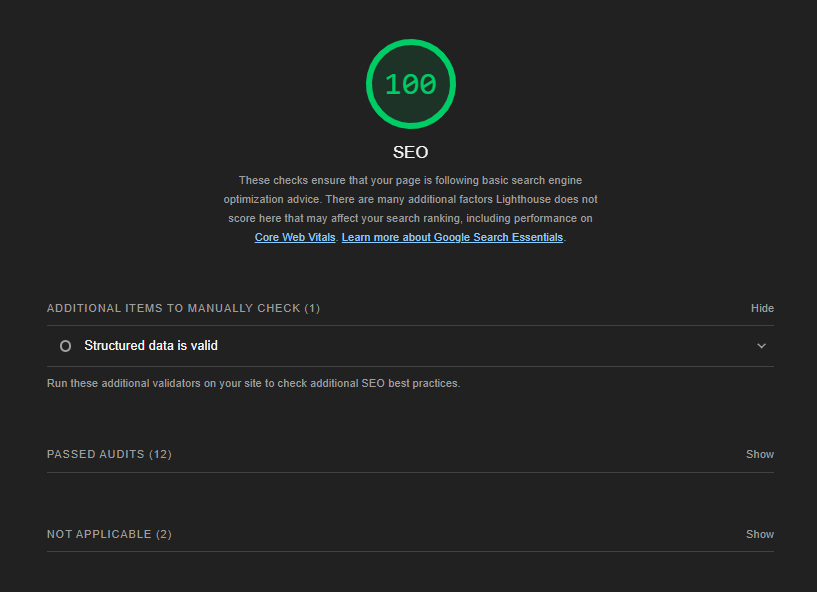 100
SEO
These checks ensure that your page is following basic search engine
optimization advice. There are many additional factors Lighthouse does not
score here that may affect your search ranking, including performance on
Core Web Vitals. Learn more about Google Search Essentials.
ADDITIONAL ITEMS TO MANUALLY CHECK (1) Hide
Structured data is valid
Run these additional validators on your site to check additional SEO best practices.
PASSED AUDITS (12) Show
NOT APPLICABLE (2) Show